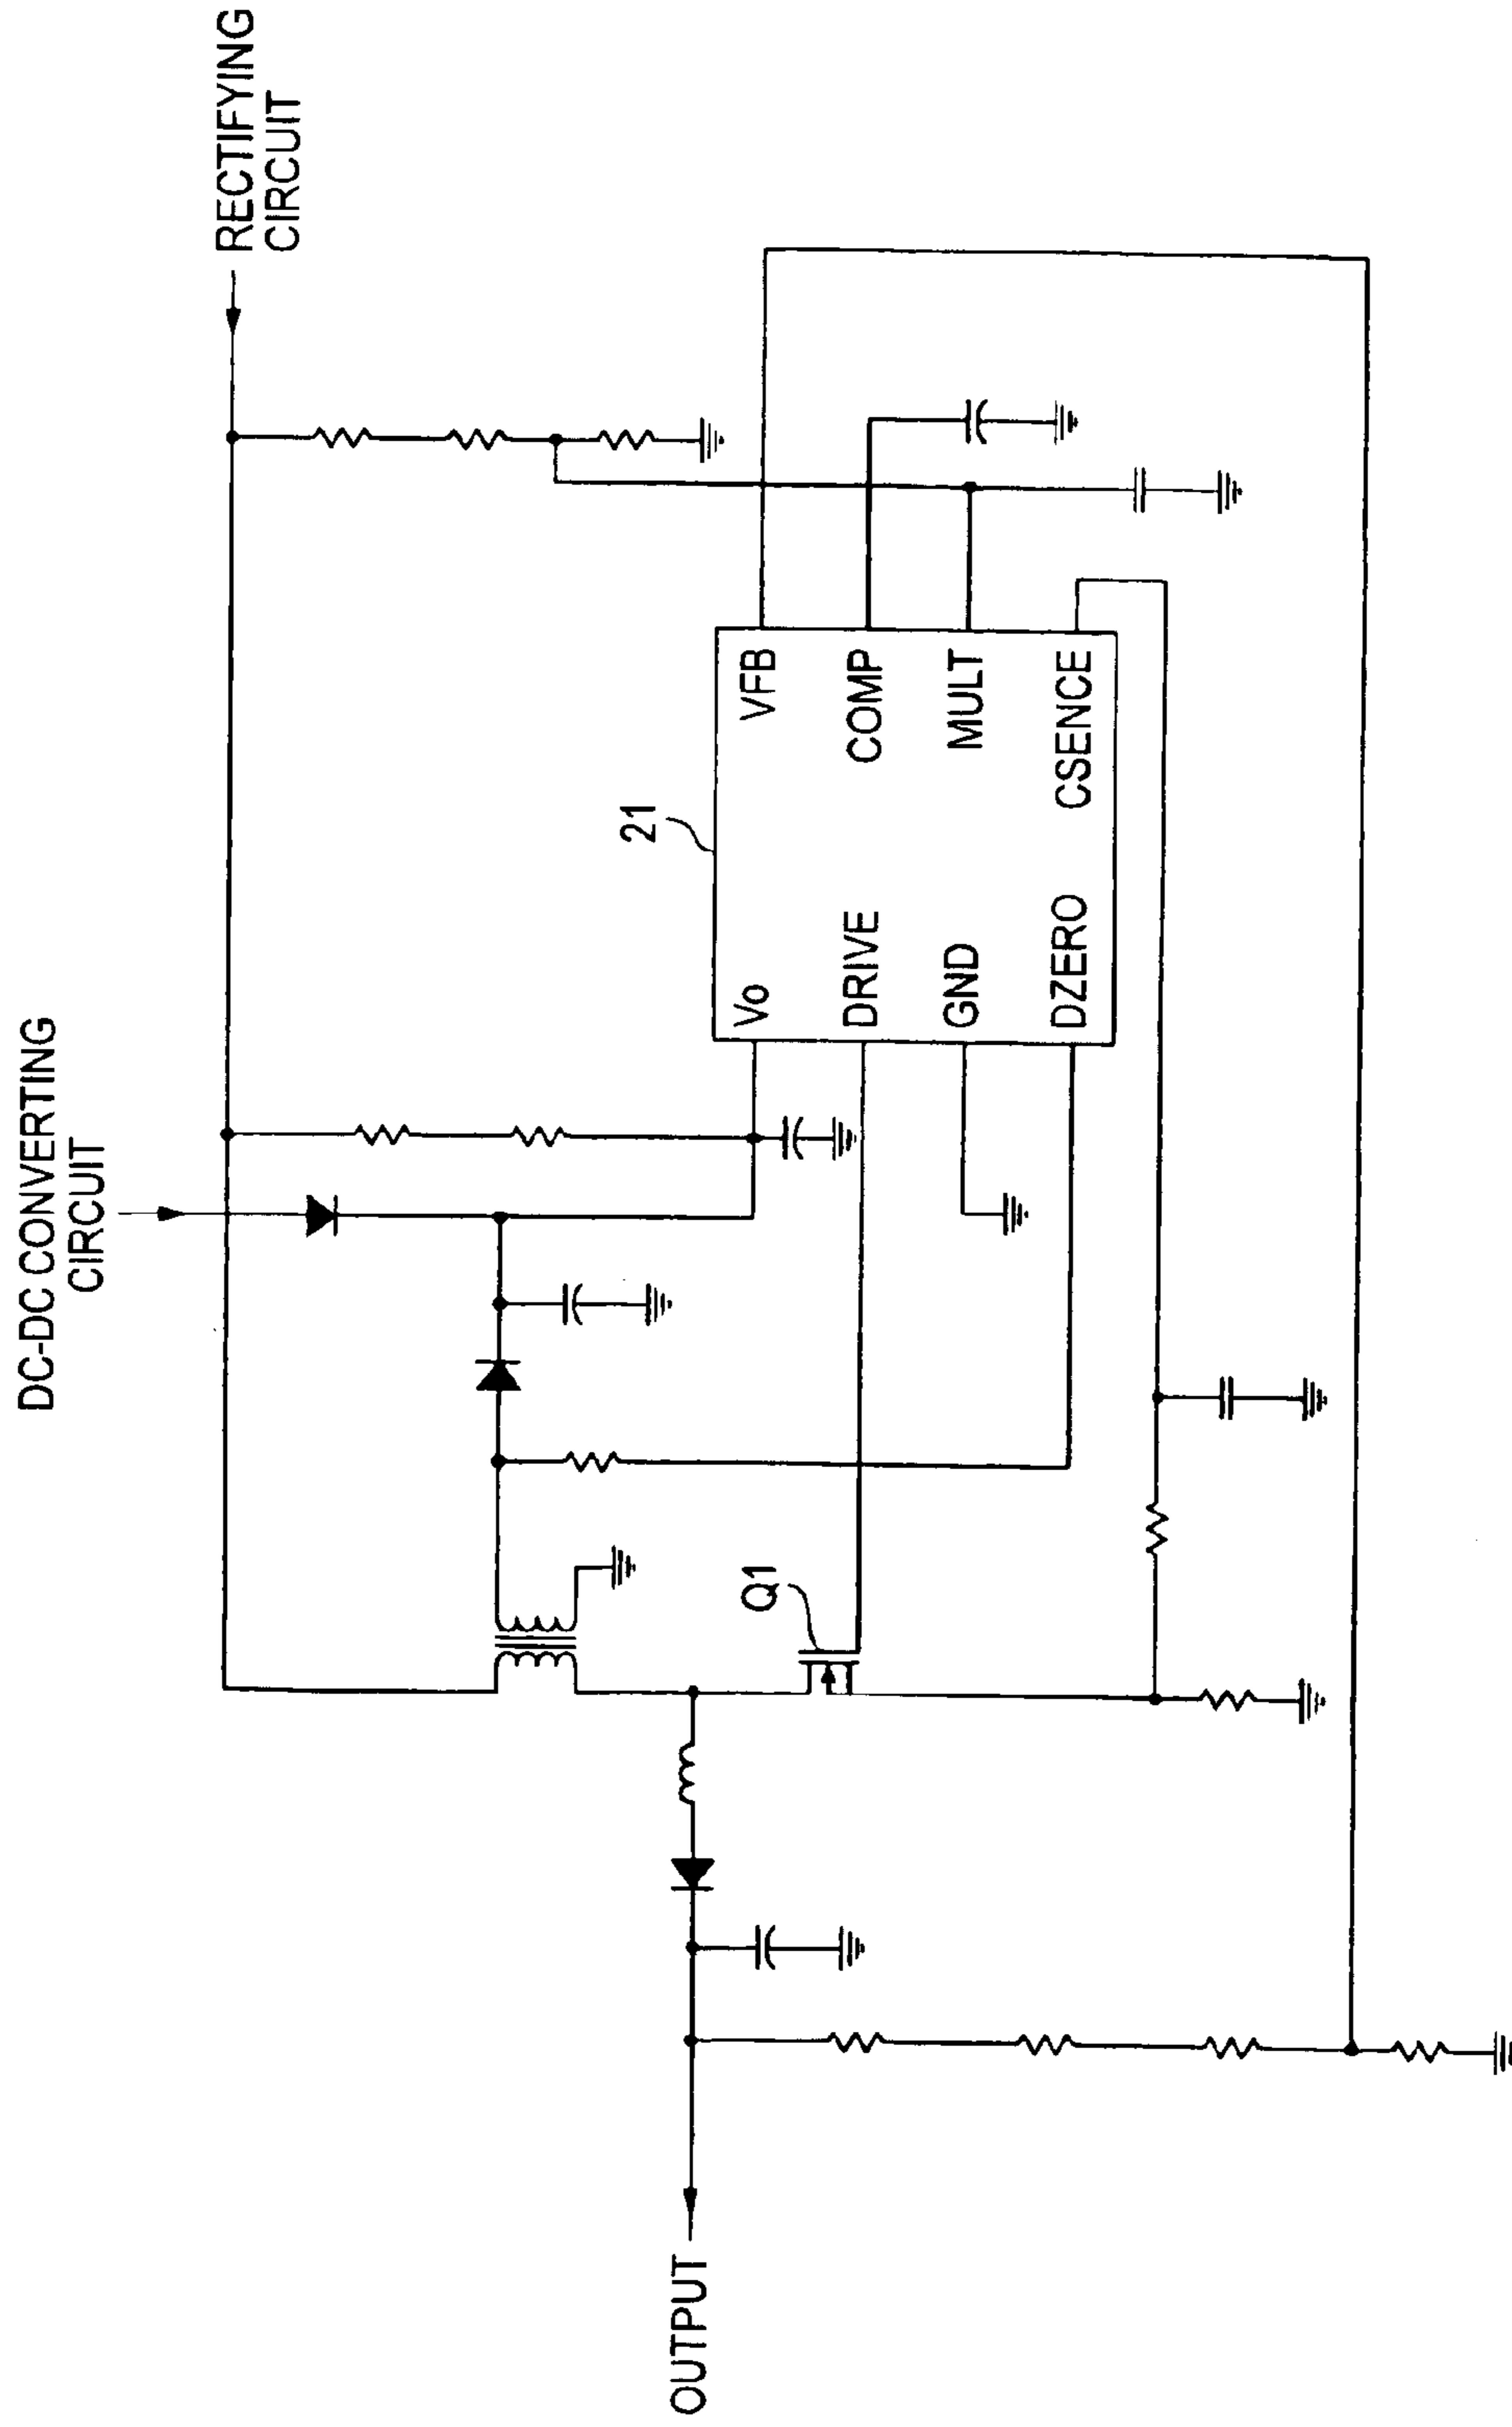 DC-DC CONVERTING
CIRCUIT
RECTIFYING
CIRCUIT
21
Vo
VFB
DRIVE
COMP
GND
MULT
DZERO
CSENCE
Q1
OUTPUT